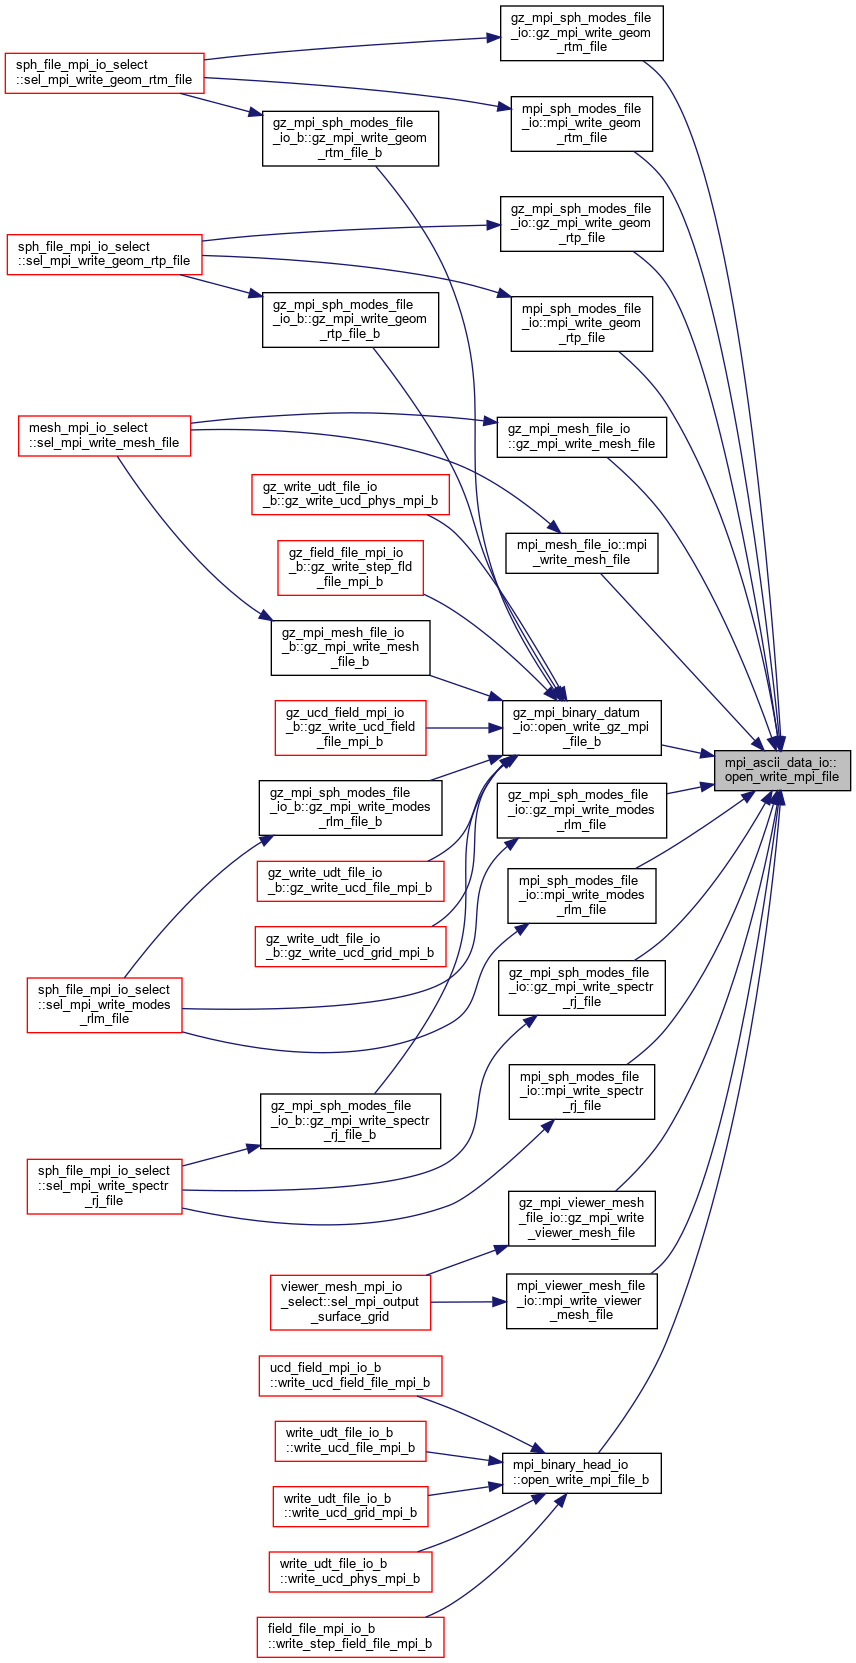 gz_mpi_sph_modes_file
_io::gz_mpi_write_geom
_rtm_file
sph_file_mpi_io_select
::sel_mpi_write_geom_rtm_file
mpi_sph_modes_file
_io::mpi_write_geom
_rtm_file
gz_mpi_sph_modes_file
_io_b::gz_mpi_write_geom
_rtm_file_b
gz_mpi_sph_modes_file
_io::gz_mpi_write_geom
_rtp_file
sph_file_mpi_io_select
::sel_mpi_write_geom_rtp_file
gz_mpi_sph_modes_file
_io_b::gz_mpi_write_geom
_rtp_file_b
mpi_sph_modes_file
_io::mpi_write_geom
_rtp_file
mesh_mpi_io_select
::sel_mpi_write_mesh_file
gz_mpi_mesh_file_io
::gz_mpi_write_mesh_file
gz_write_udt_file_io
_b::gz_write_ucd_phys_mpi_b
mpi_mesh_file_io::mpi
_write_mesh_file
gz_field_file_mpi_io
_b::gz_write_step_fld
_file_mpi_b
gz_mpi_mesh_file_io
_b::gz_mpi_write_mesh
_file_b
gz_ucd_field_mpi_io
_b::gz_write_ucd_field
_file_mpi_b
gz_mpi_binary_datum
_io::open_write_gz_mpi
_file_b
mpi_ascii_data_io::
open_write_mpi_file
gz_mpi_sph_modes_file
_io_b::gz_mpi_write_modes
_rlm_file_b
gz_mpi_sph_modes_file
_io::gz_mpi_write_modes
_rlm_file
gz_write_udt_file_io
_b::gz_write_ucd_file_mpi_b
mpi_sph_modes_file
_io::mpi_write_modes
_rlm_file
gz_write_udt_file_io
_b::gz_write_ucd_grid_mpi_b
sph_file_mpi_io_select
::sel_mpi_write_modes
_rlm_file
gz_mpi_sph_modes_file
_io::gz_mpi_write_spectr
_rj_file
mpi_sph_modes_file
_io::mpi_write_spectr
_rj_file
gz_mpi_sph_modes_file
_io_b::gz_mpi_write_spectr
_rj_file_b
sph_file_mpi_io_select
::sel_mpi_write_spectr
_rj_file
gz_mpi_viewer_mesh
_file_io::gz_mpi_write
_viewer_mesh_file
viewer_mesh_mpi_io
_select::sel_mpi_output
_surface_grid
mpi_viewer_mesh_file
_io::mpi_write_viewer
_mesh_file
ucd_field_mpi_io_b
::write_ucd_field_file_mpi_b
write_udt_file_io_b
::write_ucd_file_mpi_b
mpi_binary_head_io
::open_write_mpi_file_b
write_udt_file_io_b
::write_ucd_grid_mpi_b
write_udt_file_io_b
::write_ucd_phys_mpi_b
field_file_mpi_io_b
::write_step_field_file_mpi_b